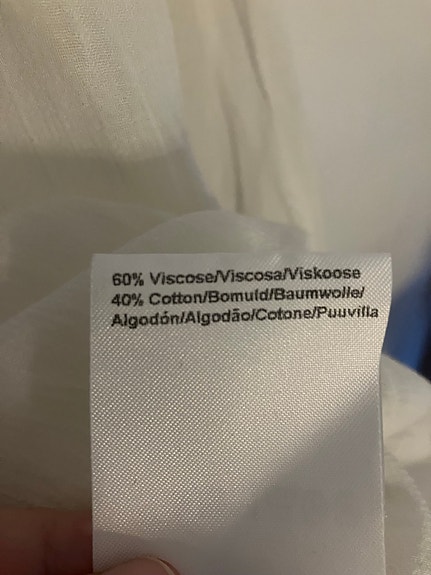 60% Viscose/Viscosa/Viskoose
40% Cotton/Bomuld/Baumwolle/
Algodón/Algodão/Cotone/Puuvilla